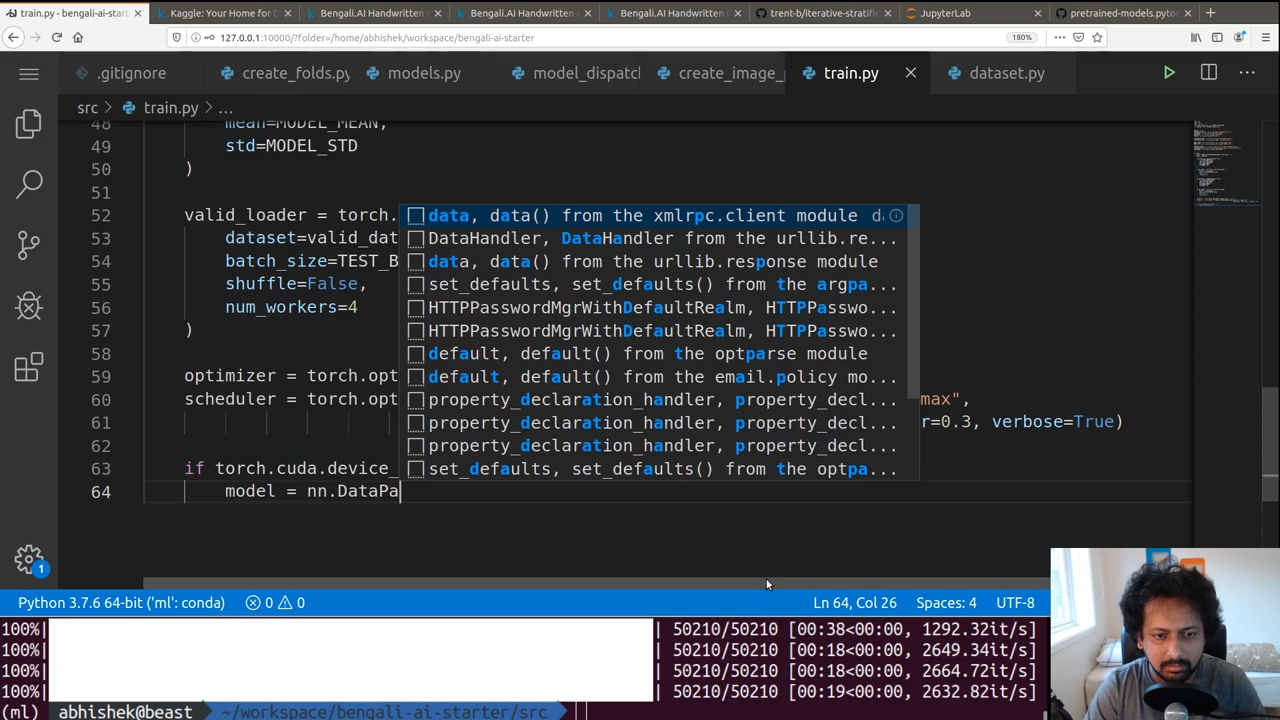 train.py - bengali-ai-star
Kaggle: Your Home for D
Bengali.AI Handwritten G
Bengali.AI Handwritten G
Bengali.AI Handwritten G
trent-b/iterative-stratifi
JupyterLab
pretrained-models.pytor
127.0.0.1:10000/?folder=/home/abhishek/workspace/bengali-ai-starter
180%
.gitignore
create_folds.py
models.py
model_dispatc
create_image_
train.py
dataset.py
src > train.py > ...
48 mean=MODEL_MEAN,
49 std=MODEL_STD
50 )
51
52 valid_loader = torch.
53 dataset=valid_dat
54 batch_size=TEST_B
55 shuffle=False,
56 num_workers=4
57 )
58
59 optimizer = torch.opt
60 scheduler = torch.opt max",
61 r=0.3, verbose=True)
62
63 if torch.cuda.device_
64 model = nn.DataPa
data, data() from the xmlrpc.client module
DataHandler, DataHandler from the urllib.re...
data, data() from the urllib.response module
set_defaults, set_defaults() from the argpa...
HTTPPasswordMgrWithDefaultRealm, HTTPPasswo...
HTTPPasswordMgrWithDefaultRealm, HTTPPasswo...
default, default() from the optparse module
default, default() from the email.policy mo...
property_declaration_handler, property_decl...
property_declaration_handler, property_decl...
property_declaration_handler, property_decl...
set_defaults, set_defaults() from the optpa...
1
Python 3.7.6 64-bit ('ml': conda) 0 0 Ln 64, Col 26 Spaces: 4 UTF-8
100%| | 50210/50210 [00:38<00:00, 1292.32it/s]
100%| | 50210/50210 [00:18<00:00, 2649.34it/s]
100%| | 50210/50210 [00:18<00:00, 2664.72it/s]
100%| | 50210/50210 [00:19<00:00, 2632.82it/s]
(ml) abhishek@beast ~/workspace/bengali-ai-starter/src